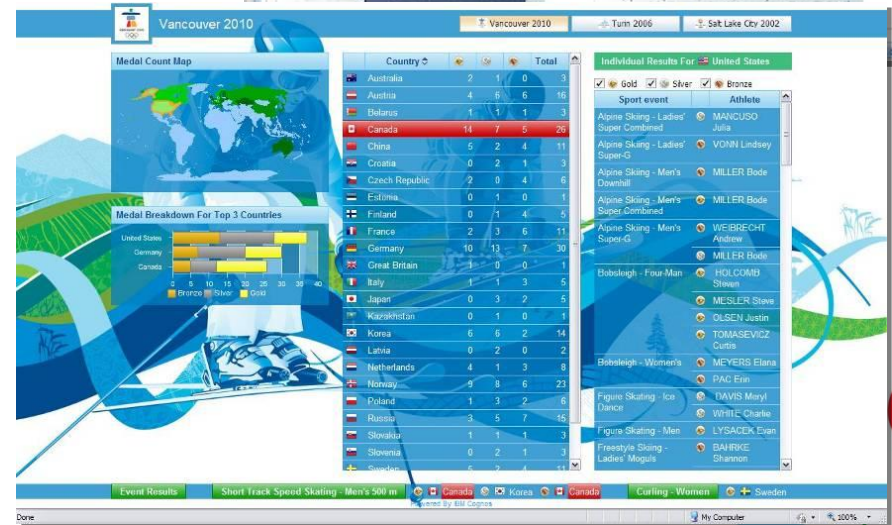 Vancouver 2010
Vancouver 2010
Turin 2006
Salt Lake City 2002
Medal Count Map
Medal Breakdown For Top 3 Countries
United States
Germany
Canada
0 5 10 15 20 25 30 35 40
Bronze Silver Gold
Country Total
Australia 2 1 0 3
Austria 4 6 6 16
Belarus 1 1 1 3
Canada 14 7 5 26
China 5 2 4 11
Croatia 0 2 1 3
Czech Republic 2 0 4 6
Estonia 0 1 0 1
Finland 0 1 4 5
France 2 3 6 11
Germany 10 13 7 30
Great Britain 1 0 0 1
Italy 1 1 3 5
Japan 0 3 2 5
Kazakhstan 0 1 0 1
Korea 6 6 2 14
Latvia 0 2 0 2
Netherlands 4 1 3 8
Norway 9 8 6 23
Poland 1 3 2 6
Russia 3 5 7 15
Slovakia 1 1 1 3
Slovenia 0 2 1 3
Sweden 5 2 4 11
Individual Results For United States
Gold Silver Bronze
Sport event Athlete
Alpine Skiing - Ladies' Super Combined
MANCUSO Julia
Alpine Skiing - Ladies' Super-G
VONN Lindsey
Alpine Skiing - Men's Downhill
MILLER Bode
Alpine Skiing - Men's Super Combined
MILLER Bode
Alpine Skiing - Men's Super-G
WEIBRECHT Andrew
MILLER Bode
Bobsleigh - Four-Man
HOLCOMB Steven
MESLER Steve
OLSEN Justin
TOMASEVICZ Curtis
Bobsleigh - Women's
MEYERS Elana
PAC Erin
Figure Skating - Ice Dance
DAVIS Meryl
WHITE Charlie
Figure Skating - Men
LYSACEK Evan
Freestyle Skiing - Ladies' Moguls
BAHRKE Shannon
Event Results
Short Track Speed Skating - Men's 500 m
Canada Korea Canada
Curling - Women
Sweden
Powered By IBM Cognos
Done
My Computer
100%